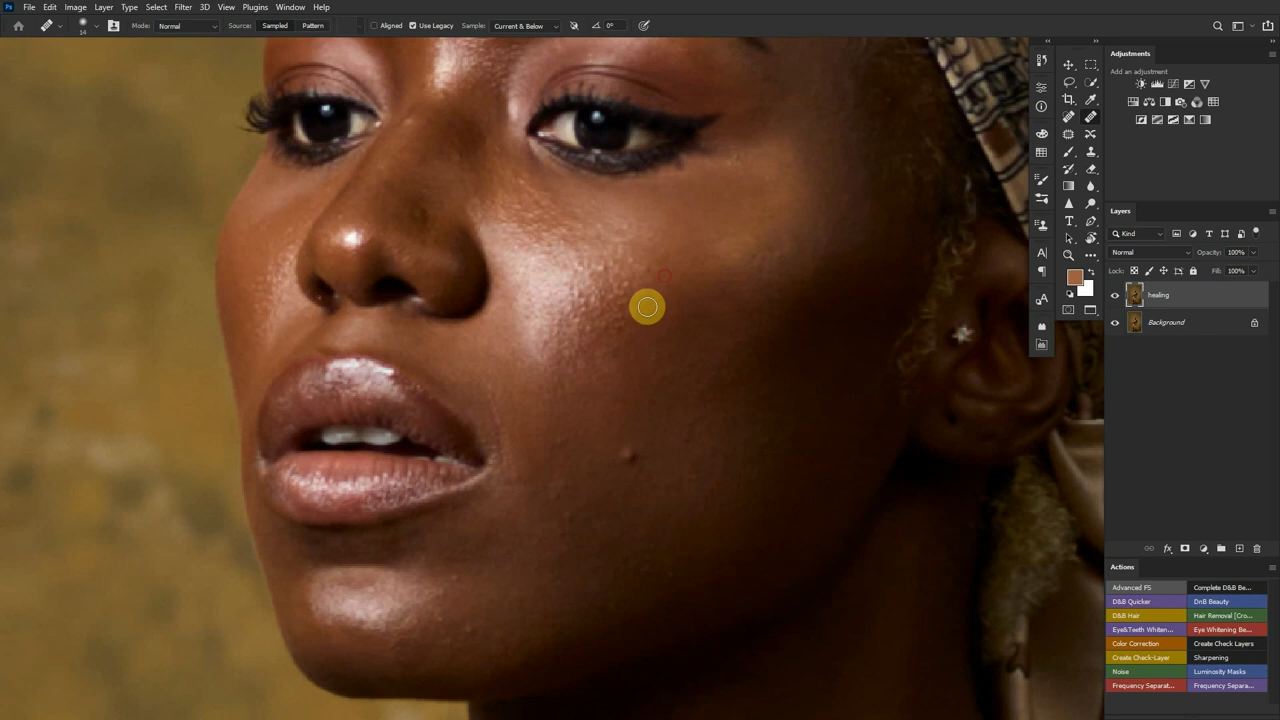 Ps File Edit Image Layer Type Select Filter 3D View Plugins Window Help
14 Mode: Normal Source: Sampled Pattern Aligned Use Legacy Sample: Current & Below 0°
Adjustments
Add an adjustment
Layers
Kind
Normal Opacity: 100%
Lock: Fill: 100%
healing
Background
Actions
Advanced FS Complete D&B Be...
D&B Quicker DnB Beauty
D&B Hair Hair Removal [Cro...
Eye&Teeth Whiten... Eye Whitening Be...
Color Correction Create Check Layers
Create Check-Layer Sharpening
Noise Luminosity Masks
Frequency Separat... Frequency Separa...